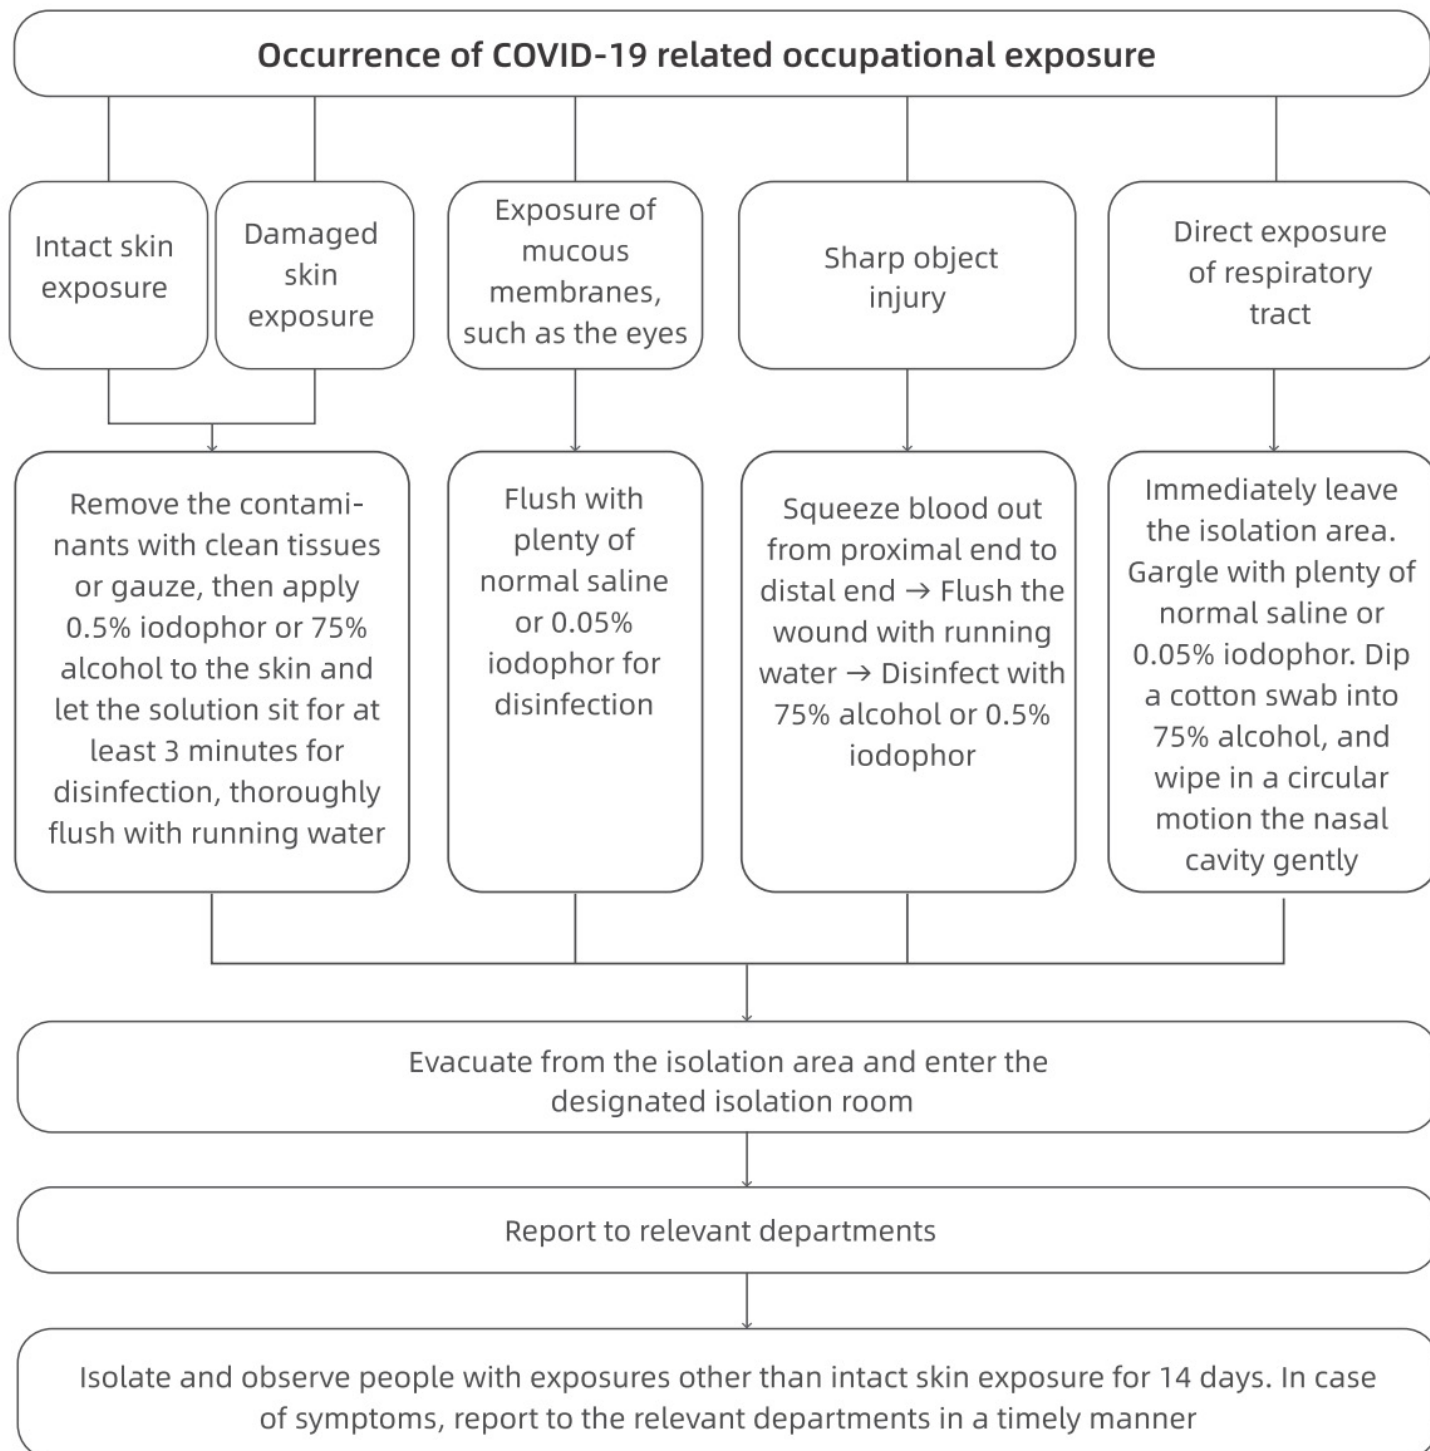 Occurrence of COVID-19 related occupational exposure
Intact skin
exposure
Damaged
skin
exposure
Exposure of
mucous
membranes,
such as the eyes
Sharp object
injury
Direct exposure
of respiratory
tract
Remove the contami-
nants with clean tissues
or gauze, then apply
0.5% iodophor or 75%
alcohol to the skin and
let the solution sit for at
least 3 minutes for
disinfection, thoroughly
flush with running water
Flush with
plenty of
normal saline
or 0.05%
iodophor for
disinfection
Squeeze blood out
from proximal end to
distal end → Flush the
wound with running
water → Disinfect with
75% alcohol or 0.5%
iodophor
Immediately leave
the isolation area.
Gargle with plenty of
normal saline or
0.05% iodophor. Dip
a cotton swab into
75% alcohol, and
wipe in a circular
motion the nasal
cavity gently
Evacuate from the isolation area and enter the
designated isolation room
Report to relevant departments
Isolate and observe people with exposures other than intact skin exposure for 14 days. In case
of symptoms, report to the relevant departments in a timely manner